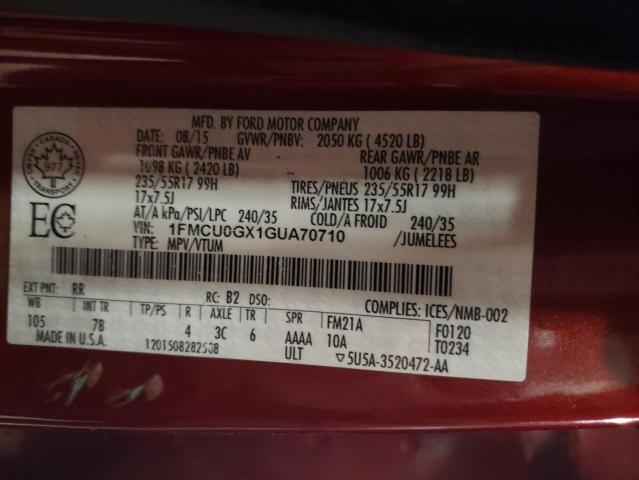 MFD. BY FORD MOTOR COMPANY
DATE: 08/15 GVWR/PNBV: 2050 KG ( 4520 LB)
FRONT GAWR/PNBE AV REAR GAWR/PNBE AR
1098 KG ( 2420 LB) 1006 KG ( 2218 LB)
235/55R17 99H TIRES/PNEUS 235/55R17 99H
17x7.5J RIMS/JANTES 17x7.5J
AT/A kPa/PSI/LPC 240/35 COLD/A FROID 240/35
VIN: 1FMCU0GX1GUA70710 /JUMELEES
TYPE: MPV/VTUM
CANADA
977
TRANSPORT
EC
EXT PNT: RR RC: B2 DSO: COMPLIES: ICES/NMB-002
WB INT TR TP/PS R AXLE TR SPR FM21A F0120
105 7B 4 3C 6 AAAA 10A T0234
MADE IN U.S.A. ULT ▽5U5A-3520472-AA